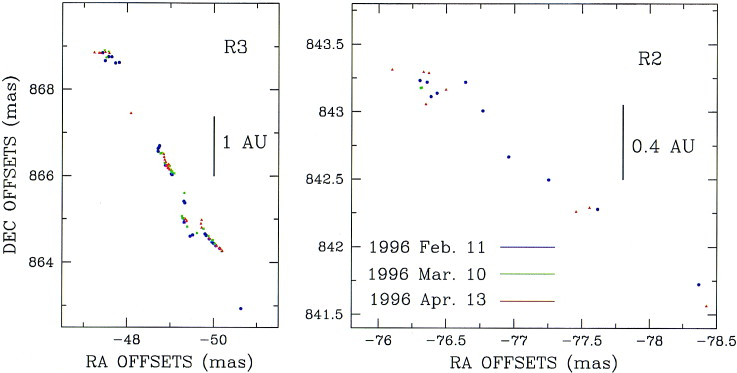 R3
868
866
864
1 AU
-48
-50
RA OFFSETS (mas)
DEC OFFSETS (mas)
R2
843.5
843
842.5
842
841.5
0.4 AU
1996 Feb. 11
1996 Mar. 10
1996 Apr. 13
-76
-76.5
-77
-77.5
-78
-78.5
RA OFFSETS (mas)